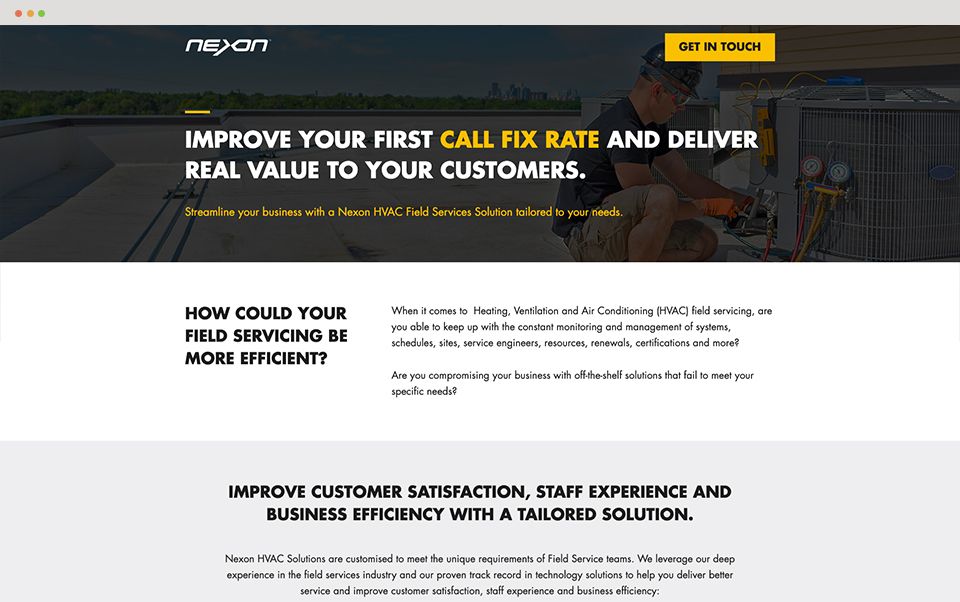 nexon
GET IN TOUCH
IMPROVE YOUR FIRST CALL FIX RATE AND DELIVER
REAL VALUE TO YOUR CUSTOMERS.
Streamline your business with a Nexon HVAC Field Services Solution tailored to your needs.
HOW COULD YOUR
FIELD SERVICING BE
MORE EFFICIENT?
When it comes to Heating, Ventilation and Air Conditioning (HVAC) field servicing, are
you able to keep up with the constant monitoring and management of systems,
schedules, sites, service engineers, resources, renewals, certifications and more?
Are you compromising your business with off-the-shelf solutions that fail to meet your
specific needs?
IMPROVE CUSTOMER SATISFACTION, STAFF EXPERIENCE AND
BUSINESS EFFICIENCY WITH A TAILORED SOLUTION.
Nexon HVAC Solutions are customised to meet the unique requirements of Field Service teams. We leverage our deep
experience in the field services industry and our proven track record in technology solutions to help you deliver better
service and improve customer satisfaction, staff experience and business efficiency: